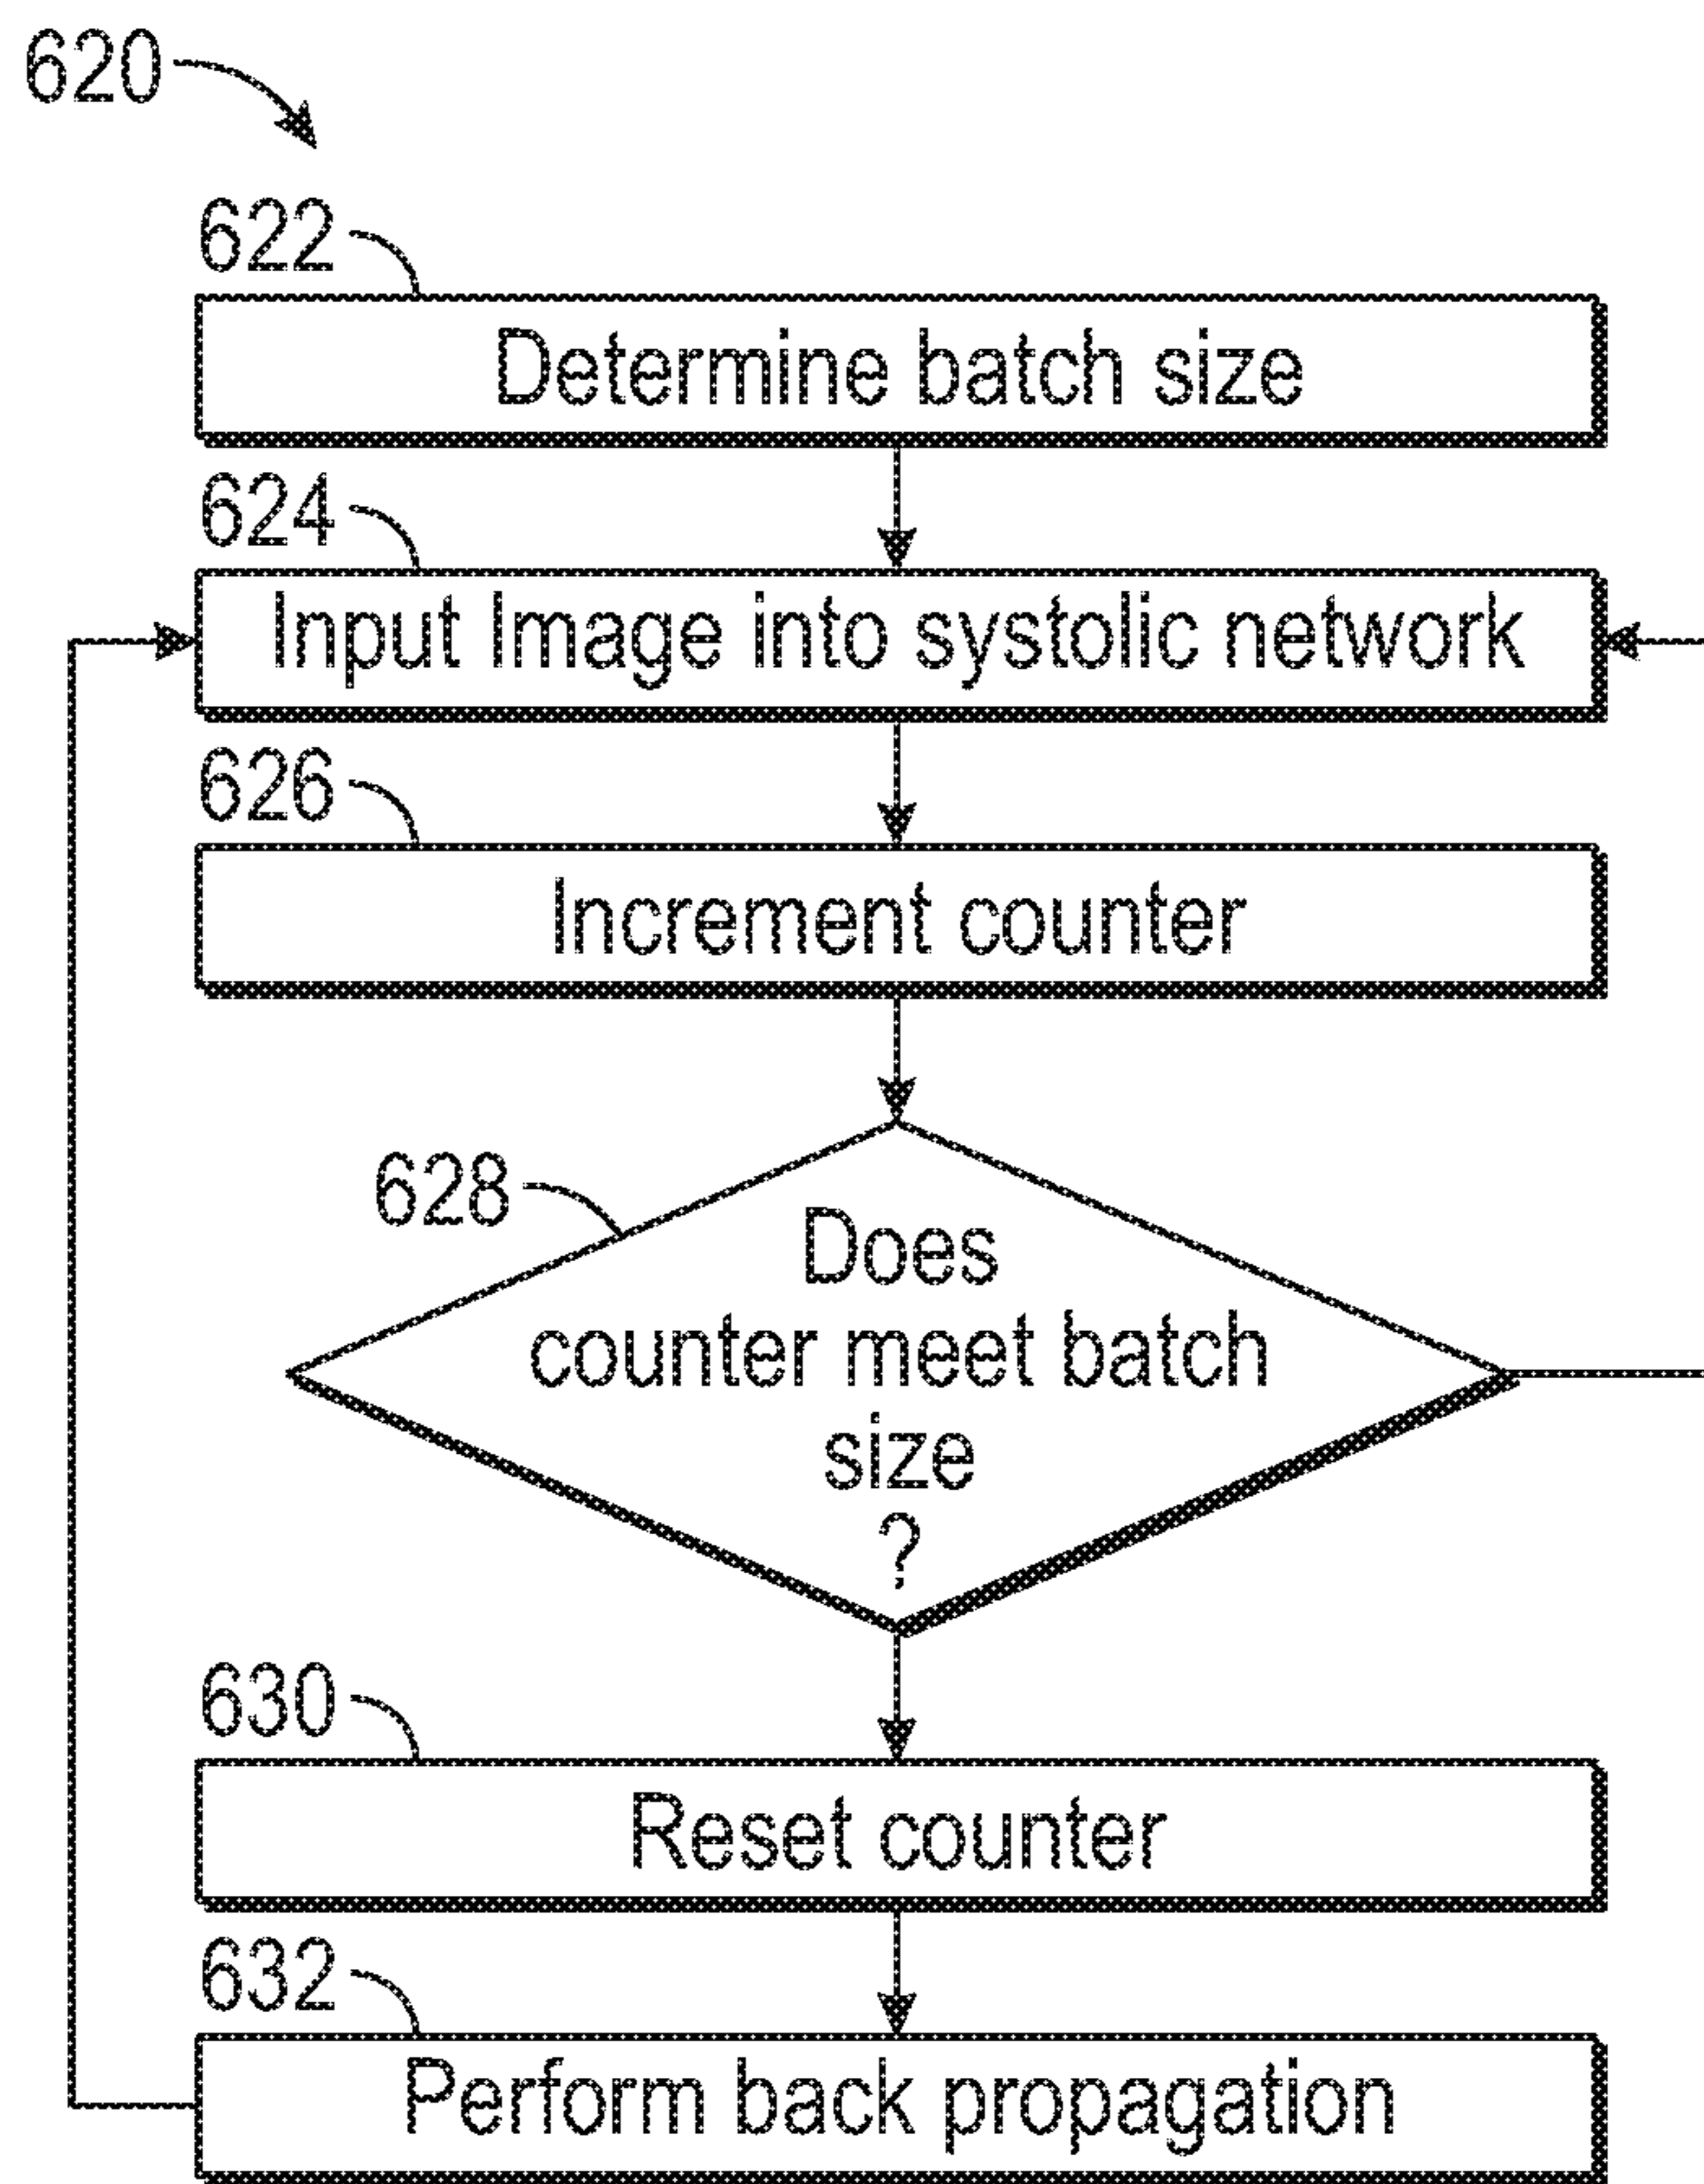 620
622
Determine batch size
624
Input Image into systolic network
626
Increment counter
628
Does
counter meet batch
size
?
630
Reset counter
632
Perform back propagation